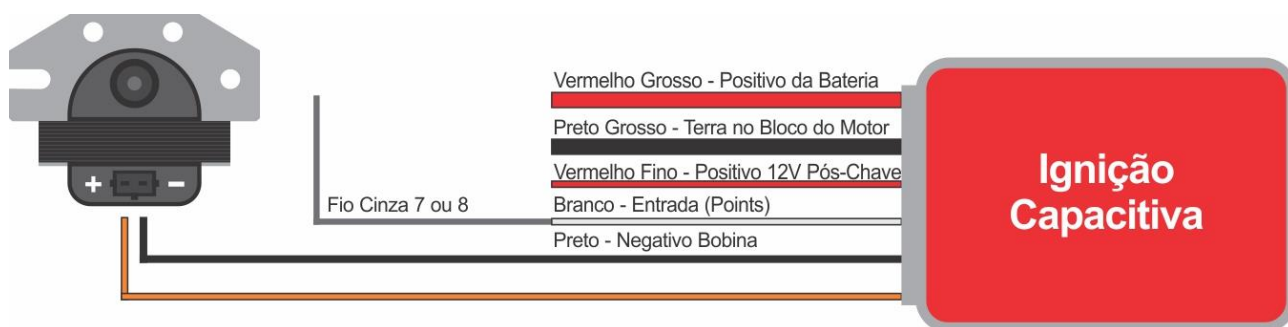 Vermelho Grosso - Positivo da Bateria
Preto Grosso - Terra no Bloco do Motor
Vermelho Fino - Positivo 12V Pós-Chave
Fio Cinza 7 ou 8
Branco - Entrada (Points)
Preto - Negativo Bobina
+ -
Ignição
Capacitiva